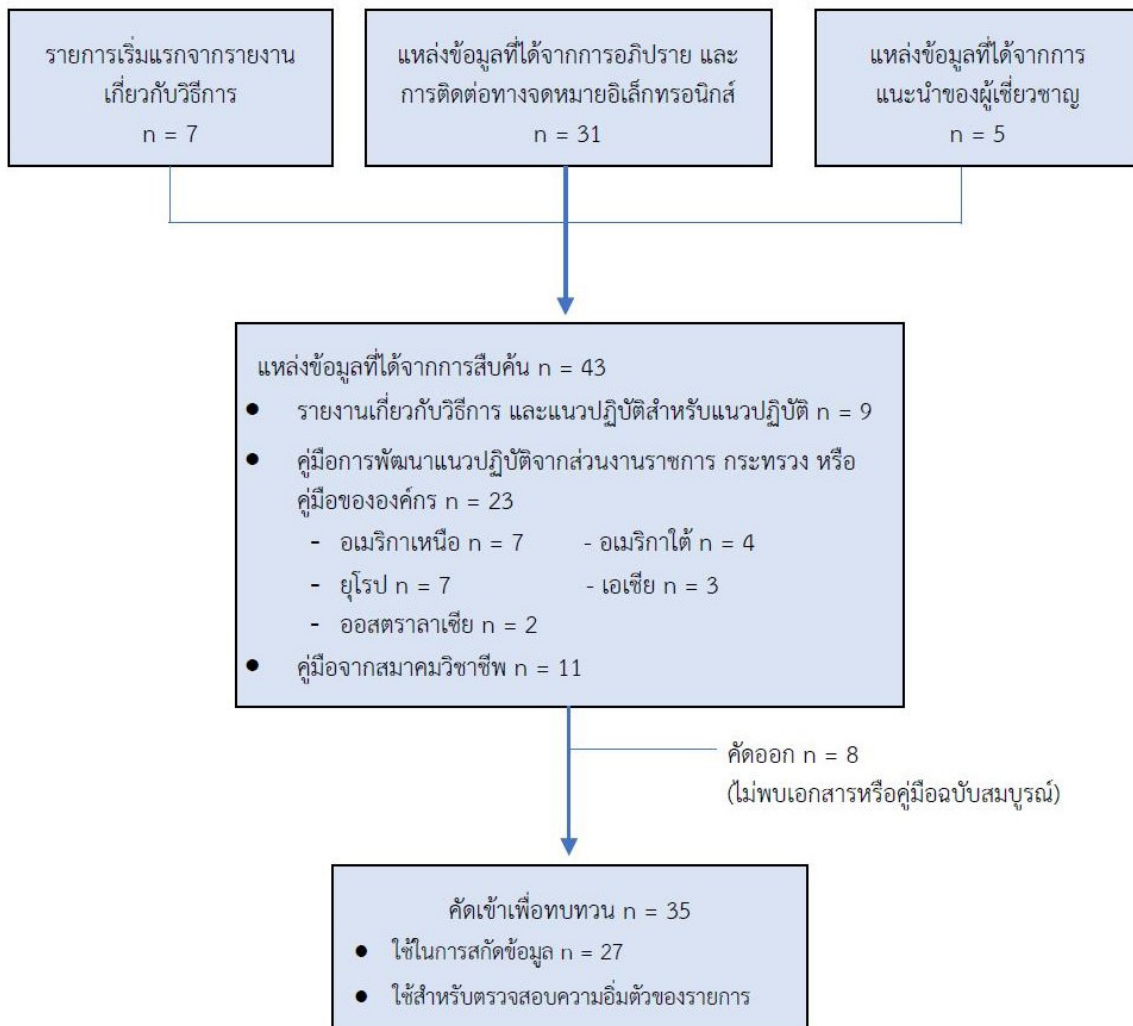 รายการเริ่มแรกจากรายงาน
เกี่ยวกับวิธีการ
n = 7
แหล่งข้อมูลที่ได้จากการอภิปราย และ
การติดต่อทางจดหมายอิเล็กทรอนิกส์
n = 31
แหล่งข้อมูลที่ได้จากการ
แนะนำของผู้เชี่ยวชาญ
n = 5
แหล่งข้อมูลที่ได้จากการสืบค้น n = 43
● รายงานเกี่ยวกับวิธีการ และแนวปฏิบัติสำหรับแนวปฏิบัติ n = 9
● คู่มือการพัฒนาแนวปฏิบัติจากส่วนงานราชการ กระทรวง หรือ
คู่มือขององค์กร n = 23
- อเมริกาเหนือ n = 7 - อเมริกาใต้ n = 4
- ยุโรป n = 7 - เอเชีย n = 3
- ออสตราลาเซีย n = 2
● คู่มือจากสมาคมวิชาชีพ n = 11
คัดออก n = 8
(ไม่พบเอกสารหรือคู่มือฉบับสมบูรณ์)
คัดเข้าเพื่อทบทวน n = 35
● ใช้ในการสกัดข้อมูล n = 27
● ใช้สำหรับตรวจสอบความอิ่มตัวของรายการ